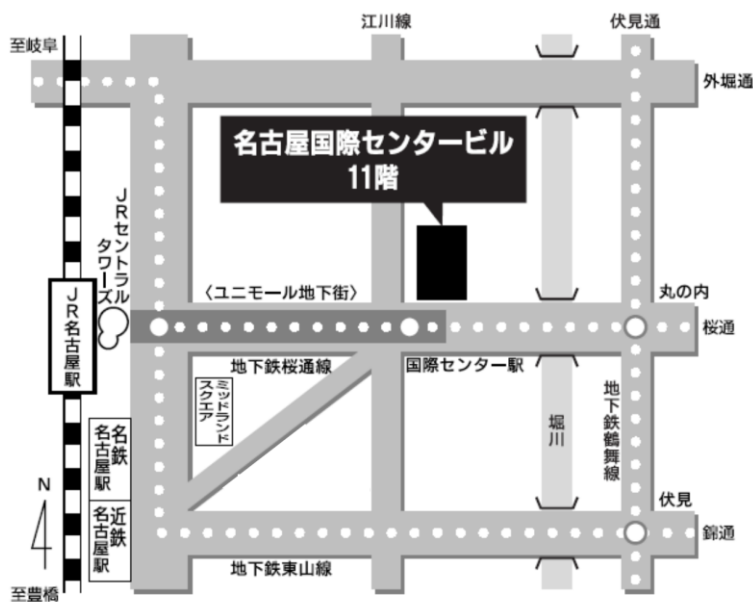 江川線
伏見通
至岐阜
外堀通
名古屋国際センタービル
11階
JRセントラル
タワーズ
〈ユニモール地下街〉
丸の内
JR名古屋駅
桜通
地下鉄桜通線
国際センター駅
ミッドランド
スクエア
地下鉄鶴舞線
堀川
名鉄
名古屋駅
N
伏見
近鉄
名古屋駅
錦通
地下鉄東山線
至豊橋